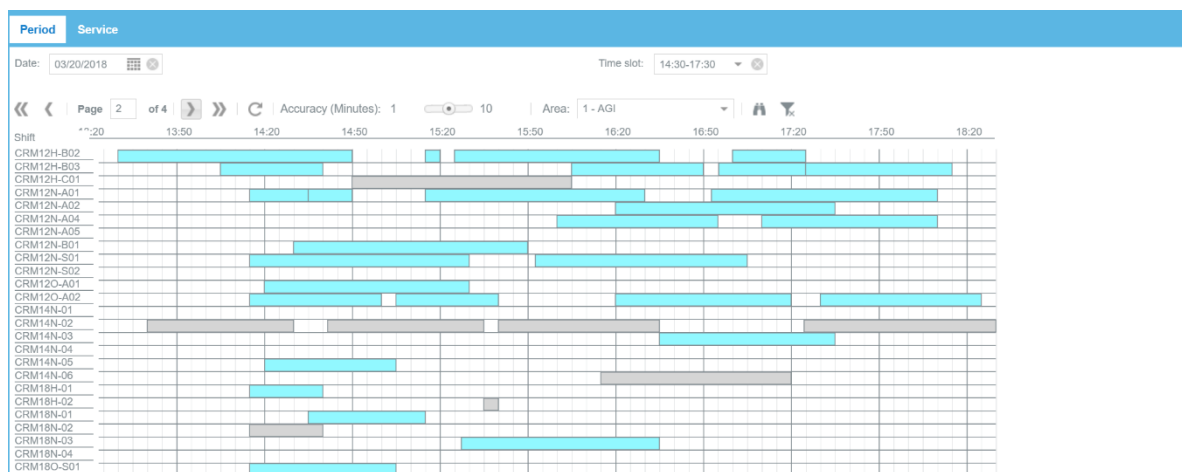 Period Service
Date: 03/20/2018 Time slot: 14:30-17:30
Page 2 of 4 Accuracy (Minutes): 1 10 Area: 1 - AGI
Shift :20 13:50 14:20 14:50 15:20 15:50 16:20 16:50 17:20 17:50 18:20
CRM12H-B02
CRM12H-B03
CRM12H-C01
CRM12N-A01
CRM12N-A02
CRM12N-A04
CRM12N-A05
CRM12N-B01
CRM12N-S01
CRM12N-S02
CRM12O-A01
CRM12O-A02
CRM14N-01
CRM14N-02
CRM14N-03
CRM14N-04
CRM14N-05
CRM14N-06
CRM18H-01
CRM18H-02
CRM18N-01
CRM18N-02
CRM18N-03
CRM18N-04
CRM18O-S01